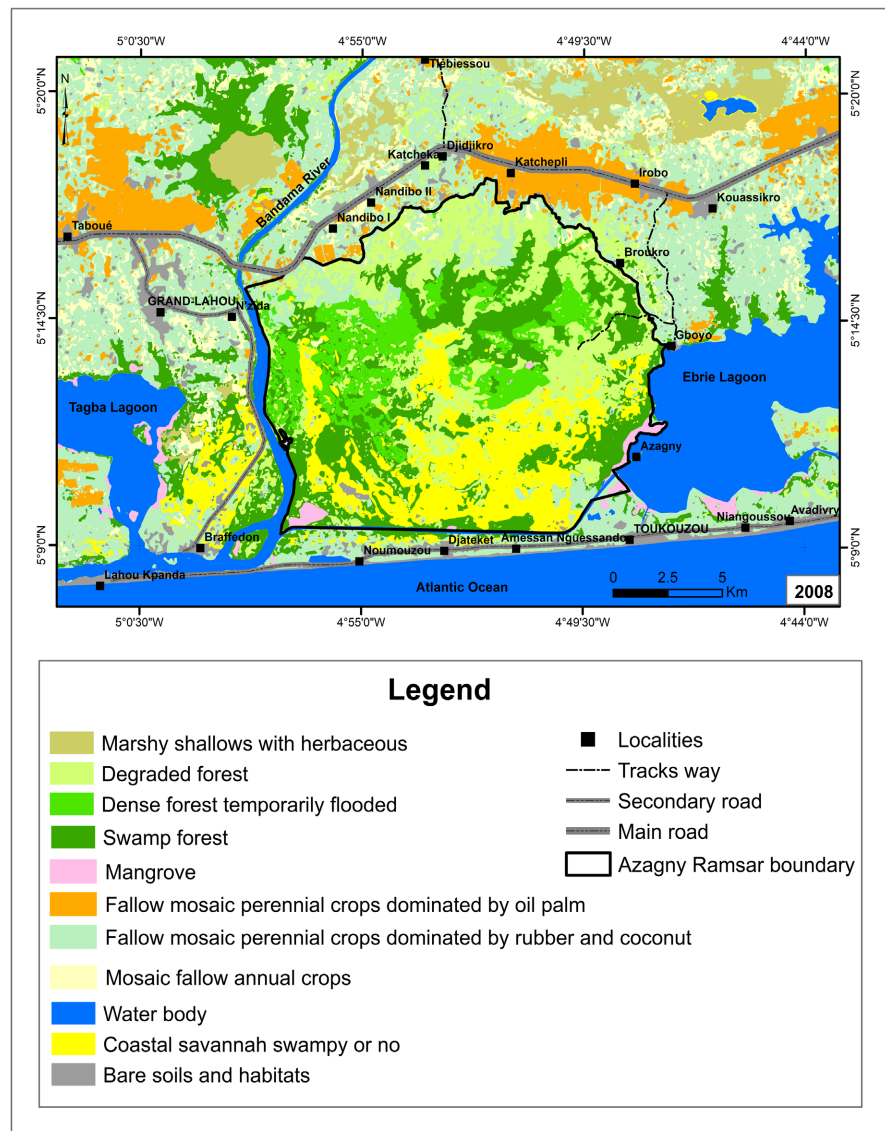 5°0'30"W 4°55'0"W 4°49'30"W 4°44'0"W
Tiébiessou
N
5°20'0"N
5°20'0"N
Djidjikro
Katcheka
Katchepli
Irobo
Bandama River
Nandibo II
Kouassikro
Nandibo I
Taboué
Broukro
GRAND-LAHOU
N'zida
5°14'30"N
5°14'30"N
Gboyo
Ebrie Lagoon
Tagba Lagoon
Azagny
Braffedon
Djateket
Amessan Nguessando
TOUKOUZOU
Niangoussou
Avadivry
5°9'0"N
5°9'0"N
Noumouzou
Lahou Kpanda
Atlantic Ocean
0 2.5 5
Km
2008
5°0'30"W 4°55'0"W 4°49'30"W 4°44'0"W
Legend
Marshy shallows with herbaceous
Degraded forest
Dense forest temporarily flooded
Swamp forest
Mangrove
Fallow mosaic perennial crops dominated by oil palm
Fallow mosaic perennial crops dominated by rubber and coconut
Mosaic fallow annual crops
Water body
Coastal savannah swampy or no
Bare soils and habitats
Localities
Tracks way
Secondary road
Main road
Azagny Ramsar boundary